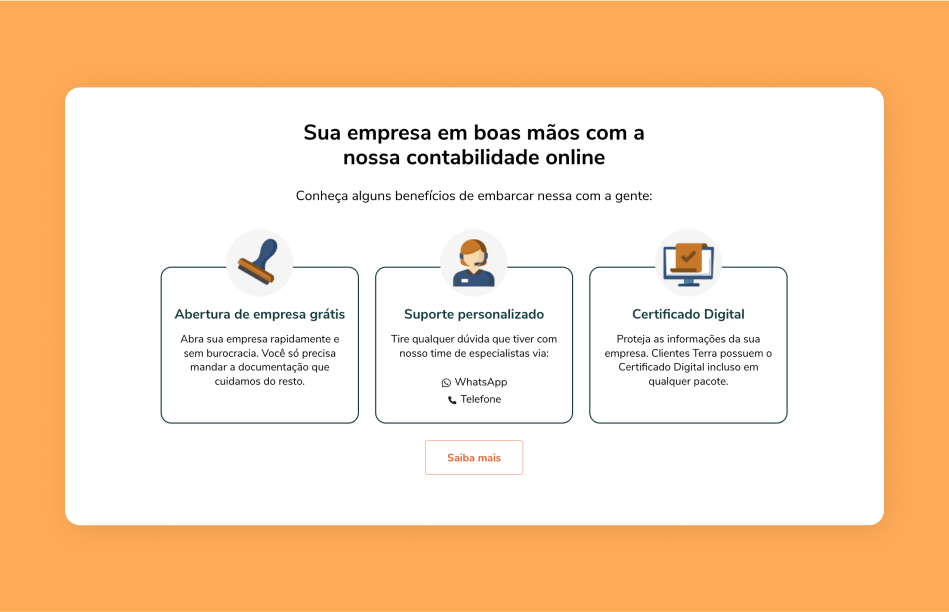 Sua empresa em boas mãos com a
nossa contabilidade online
Conheça alguns benefícios de embarcar nessa com a gente:
Abertura de empresa grátis
Abra sua empresa rapidamente e
sem burocracia. Você só precisa
mandar a documentação que
cuidamos do resto.
Suporte personalizado
Tire qualquer dúvida que tiver com
nosso time de especialistas via:
WhatsApp
Telefone
Certificado Digital
Proteja as informações da sua
empresa. Clientes Terra possuem o
Certificado Digital incluso em
qualquer pacote.
Saiba mais